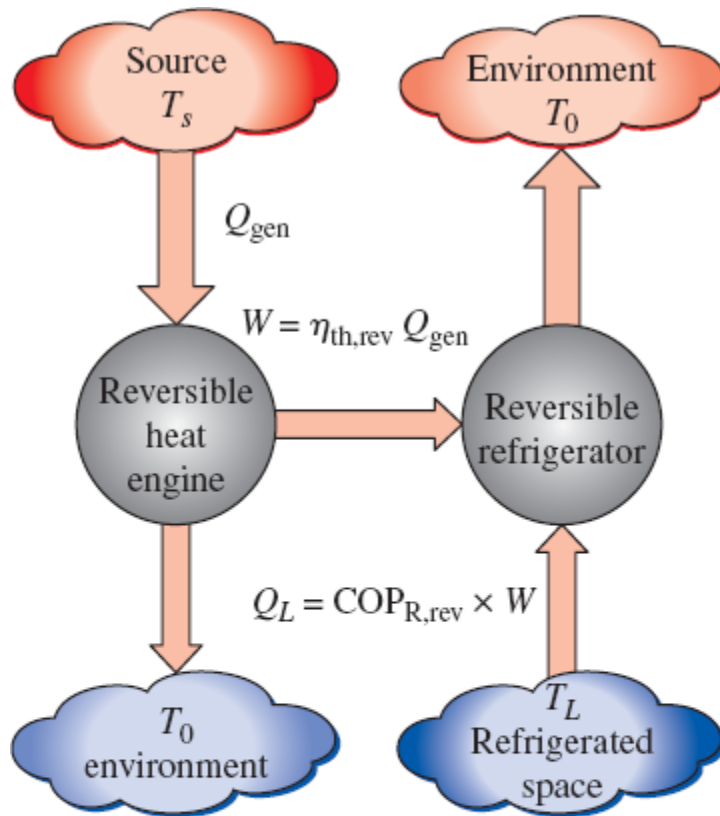 Source
T_s
Environment
T_0
Q_gen
W = η_th,rev Q_gen
Reversible
heat
engine
Reversible
refrigerator
Q_L = COP_R,rev × W
T_0
environment
T_L
Refrigerated
space